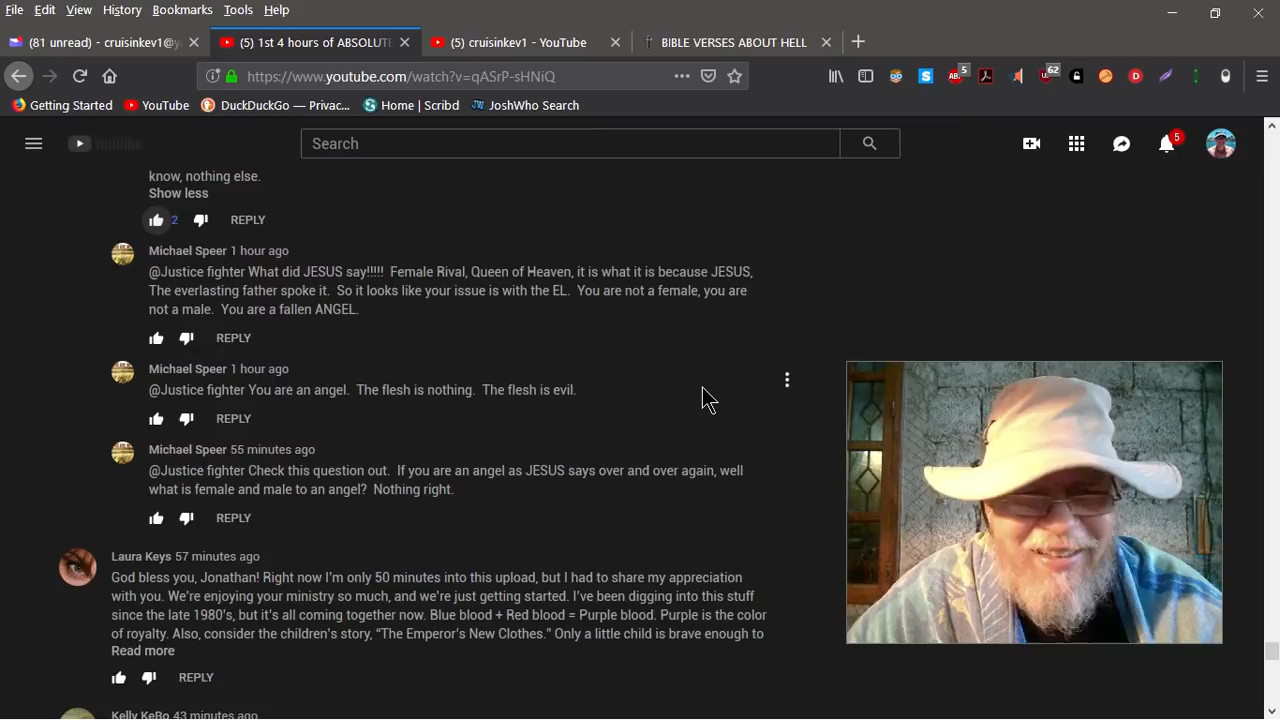 File Edit View History Bookmarks Tools Help
(81 unread) - cruisinkev1@y
(5) 1st 4 hours of ABSOLUTE
(5) cruisinkev1 - YouTube
BIBLE VERSES ABOUT HELL
https://www.youtube.com/watch?v=qASrP-sHNiQ
5
62
Getting Started YouTube DuckDuckGo — Privac... Home | Scribd JoshWho Search
YouTube
Search
5
know, nothing else.
Show less
2 REPLY
Michael Speer 1 hour ago
@Justice fighter What did JESUS say!!!!! Female Rival, Queen of Heaven, it is what it is because JESUS,
The everlasting father spoke it. So it looks like your issue is with the EL. You are not a female, you are
not a male. You are a fallen ANGEL.
REPLY
Michael Speer 1 hour ago
@Justice fighter You are an angel. The flesh is nothing. The flesh is evil.
REPLY
Michael Speer 55 minutes ago
@Justice fighter Check this question out. If you are an angel as JESUS says over and over again, well
what is female and male to an angel? Nothing right.
REPLY
Laura Keys 57 minutes ago
God bless you, Jonathan! Right now I'm only 50 minutes into this upload, but I had to share my appreciation
with you. We're enjoying your ministry so much, and we're just getting started. I've been digging into this stuff
since the late 1980's, but it's all coming together now. Blue blood + Red blood = Purple blood. Purple is the color
of royalty. Also, consider the children's story, “The Emperor's New Clothes.” Only a little child is brave enough to
Read more
REPLY
Kelly KeBo 43 minutes ago